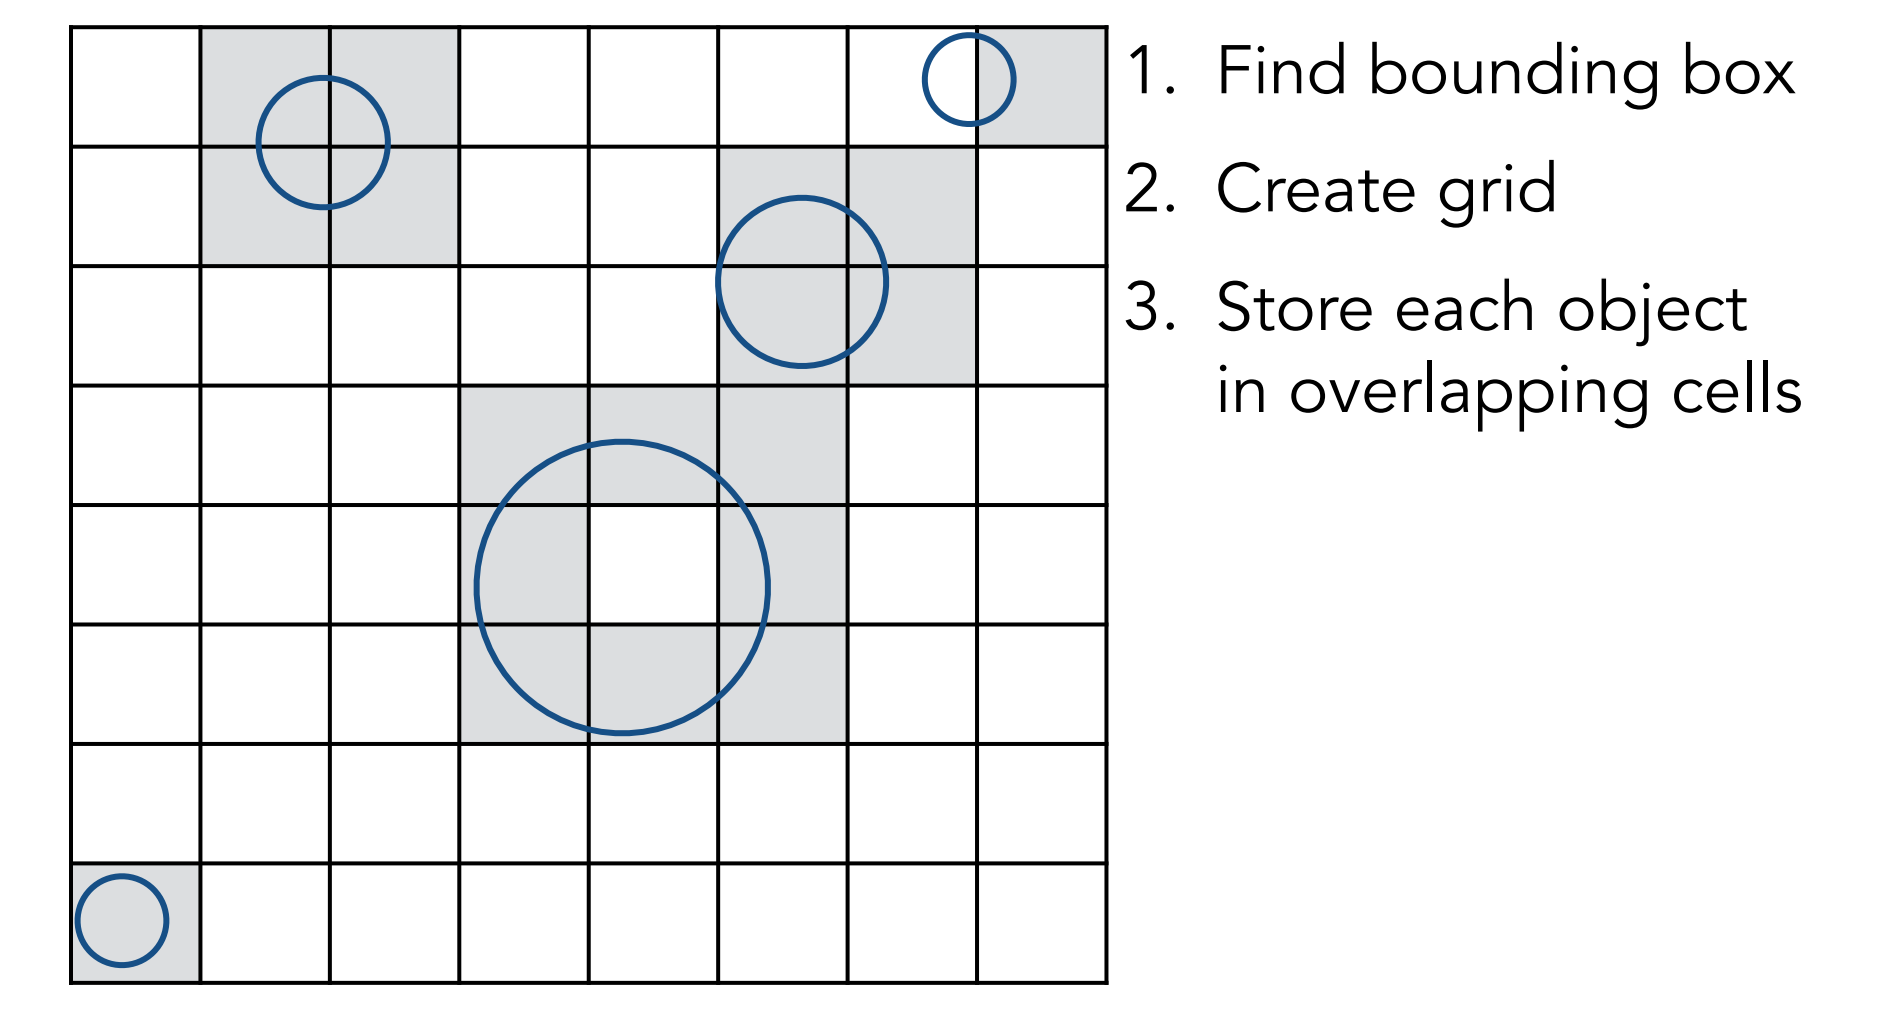 1. Find bounding box
2. Create grid
3. Store each object
in overlapping cells